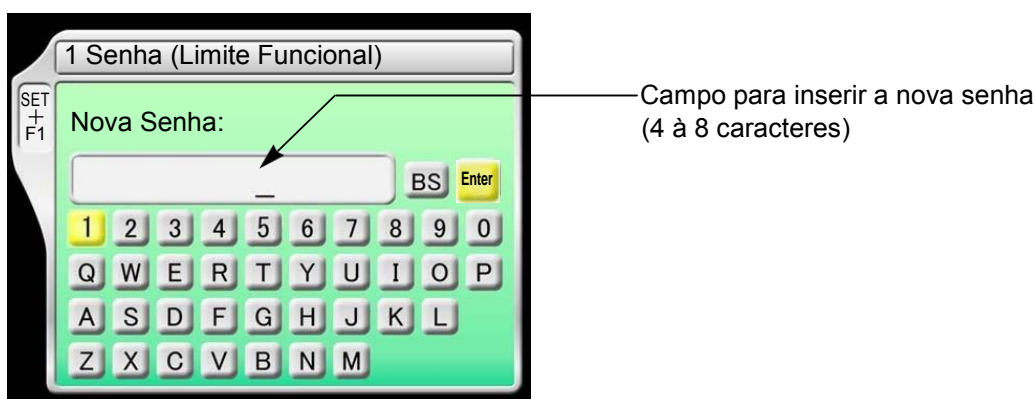 1 Senha (Limite Funcional)
SET
+
F1
Nova Senha:
Campo para inserir a nova senha
(4 à 8 caracteres)
_
BS Enter
1 2 3 4 5 6 7 8 9 0
Q W E R T Y U I O P
A S D F G H J K L
Z X C V B N M